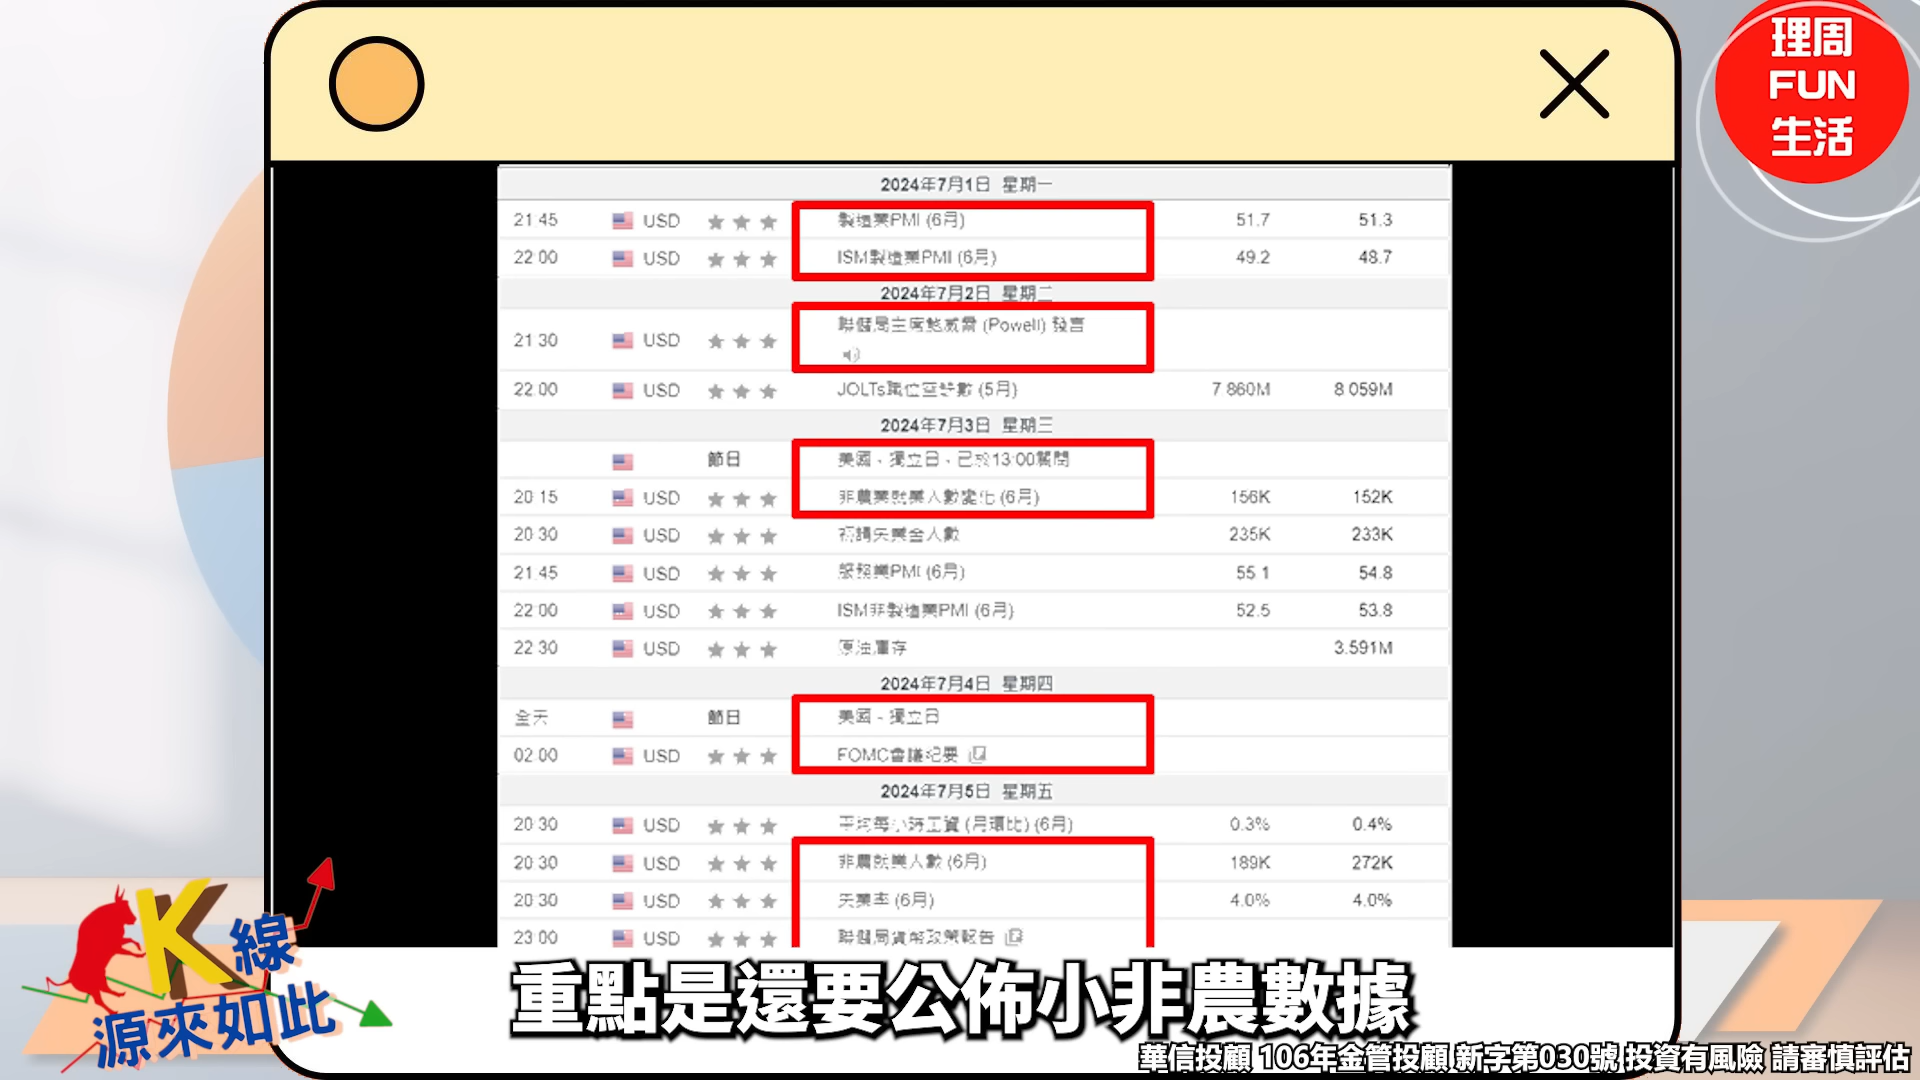 理周
FUN
生活
2024年7月1日 星期一
21:45 USD 製造業PMI (6月) 51.7 51.3
22:00 USD ISM製造業PMI (6月) 49.2 48.7
2024年7月2日 星期二
21:30 USD 聯儲局主席鮑威爾 (Powell) 發言
22:00 USD JOLTs職位空缺數 (5月) 7.860M 8.059M
2024年7月3日 星期三
節日 美國 - 獨立日 - 已於13:00關閉
20:15 USD 非農業就業人數變化 (6月) 156K 152K
20:30 USD 初請失業金人數 235K 233K
21:45 USD 服務業PMI (6月) 55.1 54.8
22:00 USD ISM非製造業PMI (6月) 52.5 53.8
22:30 USD 原油庫存 3.591M
2024年7月4日 星期四
全天 節日 美國 - 獨立日
02:00 USD FOMC會議紀要
2024年7月5日 星期五
20:30 USD 平均每小時工資 (月環比) (6月) 0.3% 0.4%
20:30 USD 非農就業人數 (6月) 189K 272K
20:30 USD 失業率 (6月) 4.0% 4.0%
23:00 USD 聯儲局貨幣政策報告
K線
源來如此
重點是還要公佈小非農數據
華信投顧 106年金管投顧 新字第030號 投資有風險 請審慎評估